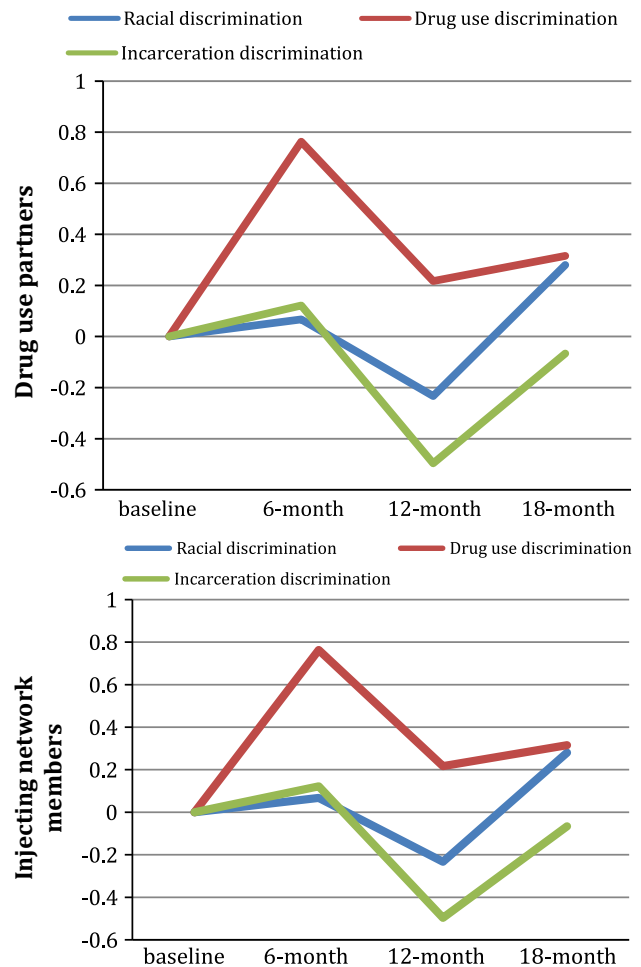 Racial discrimination Drug use discrimination
Incarceration discrimination
1
0.8
0.6
0.4
0.2
0
-0.2
-0.4
-0.6
Drug use partners
baseline 6-month 12-month 18-month
Racial discrimination Drug use discrimination
Incarceration discrimination
1
0.8
0.6
0.4
0.2
0
-0.2
-0.4
-0.6
Injecting network
members
baseline 6-month 12-month 18-month